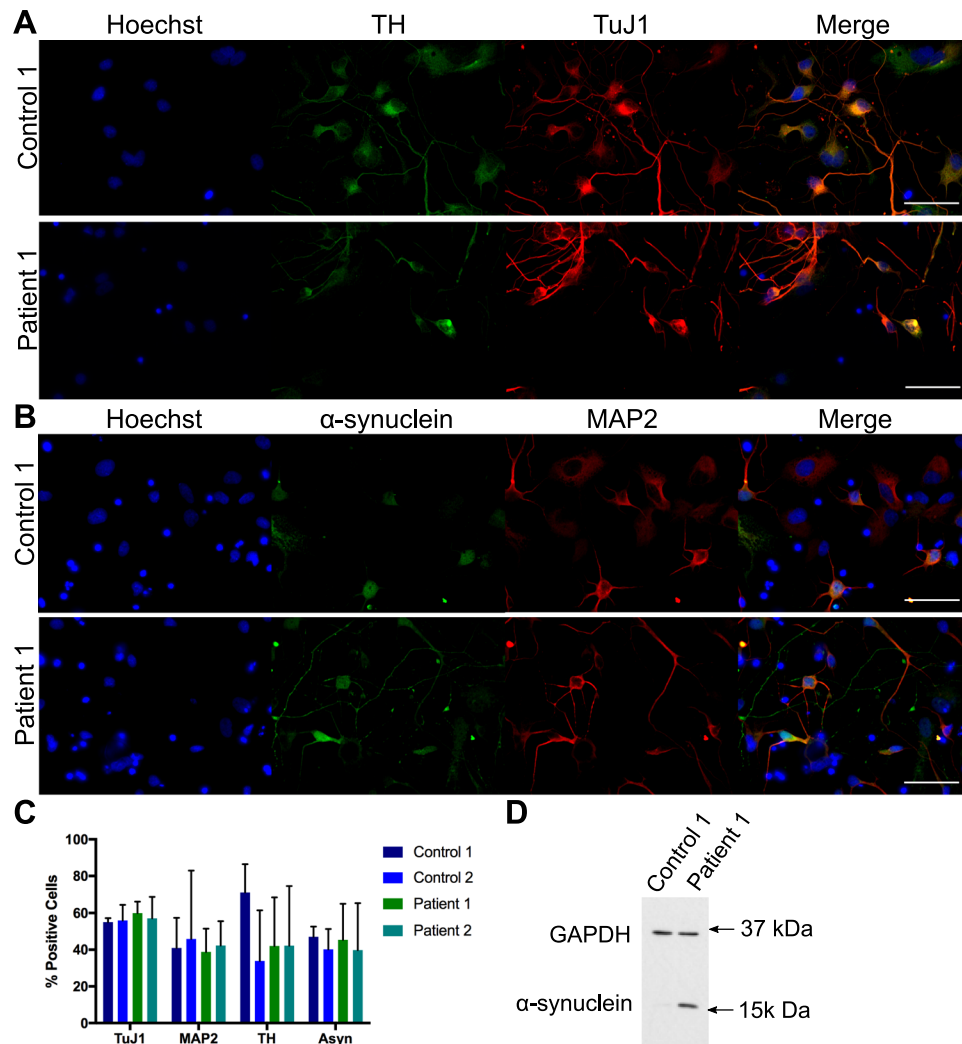 A
Hoechst TH TuJ1 Merge
Control 1
Patient 1
B
Hoechst α-synuclein MAP2 Merge
Control 1
Patient 1
C
% Positive Cells
100
80
60
40
20
0
TuJ1 MAP2 TH Asyn
Control 1
Control 2
Patient 1
Patient 2
D
Control 1 Patient 1
GAPDH 37 kDa
α-synuclein 15k Da